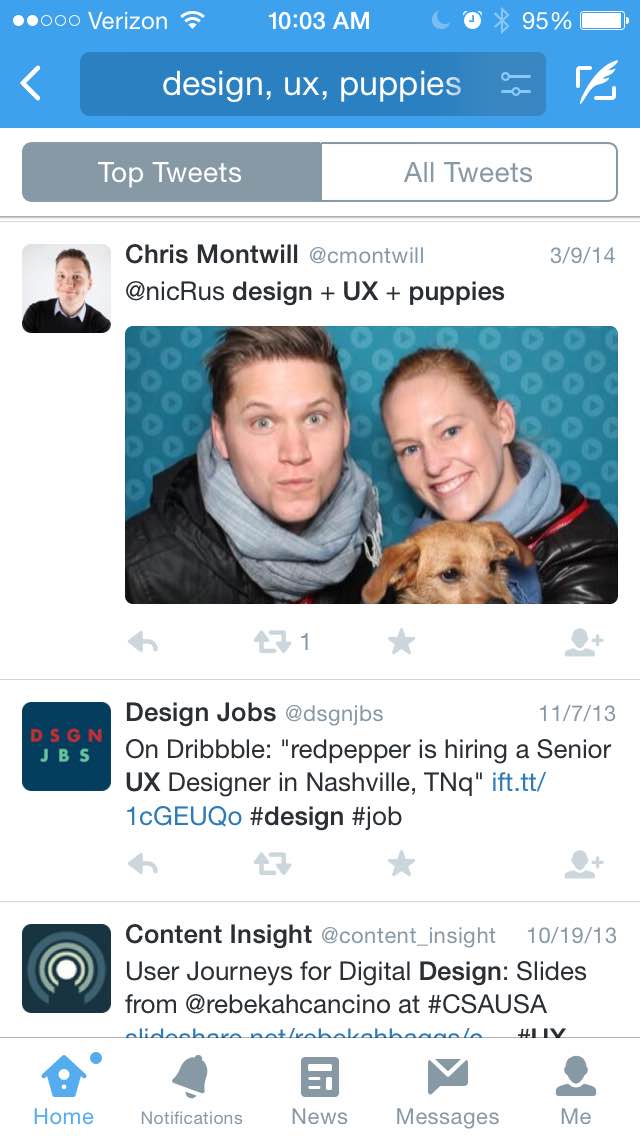 Verizon 10:03 AM 95%
design, ux, puppies
Top Tweets All Tweets
Chris Montwill @cmontwill 3/9/14
@nicRus design + UX + puppies
1
Design Jobs @dsgnjbs 11/7/13
DSGN
JBS
On Dribbble: "redpepper is hiring a Senior
UX Designer in Nashville, TNq" ift.tt/
1cGEUQo #design #job
Content Insight @content_insight 10/19/13
User Journeys for Digital Design: Slides
from @rebekahcancino at #CSAUSA
slideshare.net/rebekahbaggs/c... #UX
Home Notifications News Messages Me